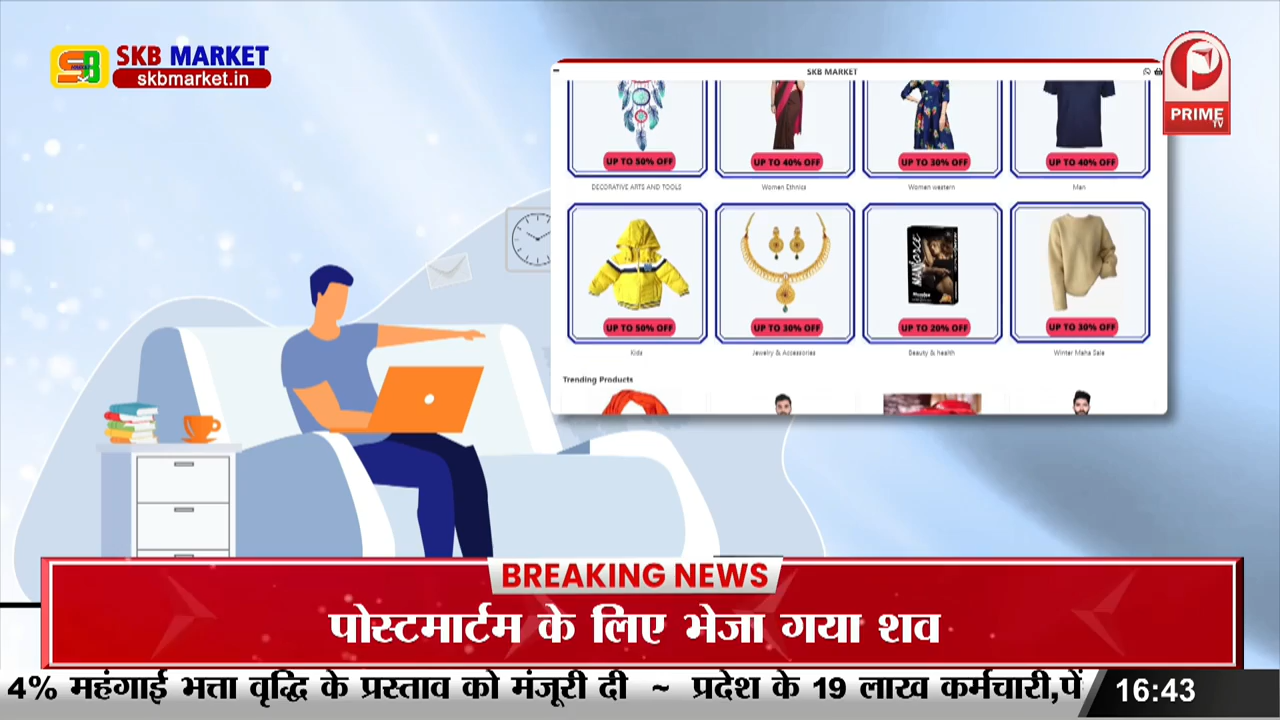 SKB MARKET
skbmarket.in
SKB MARKET
PRIME
TV
UP TO 50% OFF
UP TO 40% OFF
UP TO 30% OFF
UP TO 40% OFF
DECORATIVE ARTS AND TOOLS
Women Ethnics
Women western
Man
MANFORCE
UP TO 50% OFF
UP TO 30% OFF
UP TO 20% OFF
UP TO 30% OFF
Kids
Jewelry & Accessories
Beauty & health
Winter Maha Sale
Trending Products
BREAKING NEWS
पोस्टमार्टम के लिए भेजा गया शव
4% महंगाई भत्ता वृद्धि के प्रस्ताव को मंजूरी दी ~ प्रदेश के 19 लाख कर्मचारी,पें
16:43